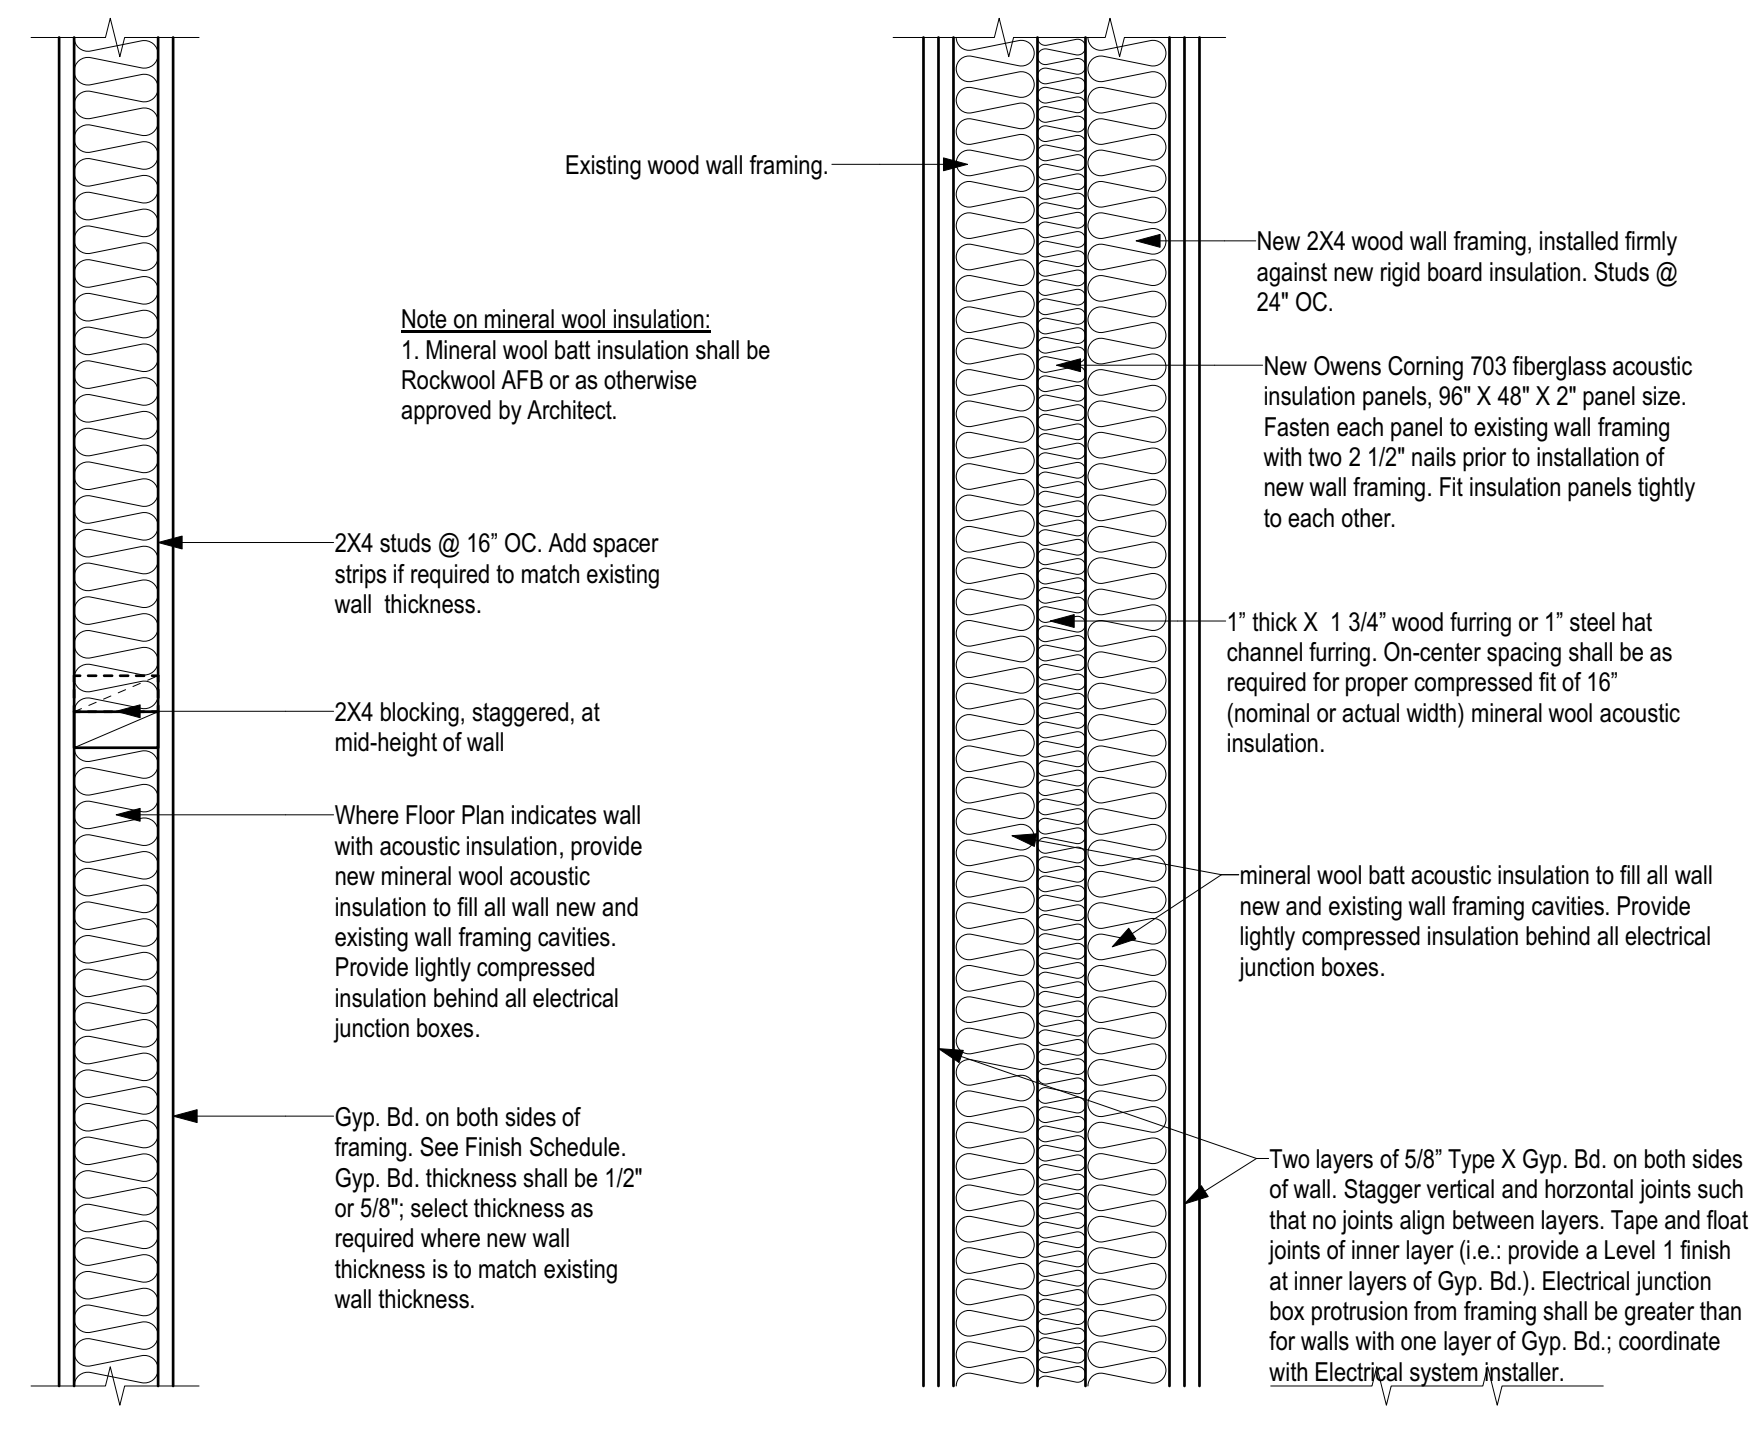 Existing wood wall framing.
New 2X4 wood wall framing, installed firmly
against new rigid board insulation. Studs @
24" OC.
Note on mineral wool insulation:
1. Mineral wool batt insulation shall be
Rockwool AFB or as otherwise
approved by Architect.
New Owens Corning 703 fiberglass acoustic
insulation panels, 96" X 48" X 2" panel size.
Fasten each panel to existing wall framing
with two 2 1/2" nails prior to installation of
new wall framing. Fit insulation panels tightly
to each other.
2X4 studs @ 16” OC. Add spacer
strips if required to match existing
wall  thickness.
1” thick X  1 3/4” wood furring or 1” steel hat
channel furring. On-center spacing shall be as
required for proper compressed fit of 16”
(nominal or actual width) mineral wool acoustic
insulation.
2X4 blocking, staggered, at
mid-height of wall
Where Floor Plan indicates wall
with acoustic insulation, provide
new mineral wool acoustic
insulation to fill all wall new and
existing wall framing cavities.
Provide lightly compressed
insulation behind all electrical
junction boxes.
mineral wool batt acoustic insulation to fill all wall
new and existing wall framing cavities. Provide
lightly compressed insulation behind all electrical
junction boxes.
Gyp. Bd. on both sides of
framing. See Finish Schedule.
Gyp. Bd. thickness shall be 1/2"
or 5/8"; select thickness as
required where new wall
thickness is to match existing
wall thickness.
Two layers of 5/8” Type X Gyp. Bd. on both sides
of wall. Stagger vertical and horzontal joints such
that no joints align between layers. Tape and float
joints of inner layer (i.e.: provide a Level 1 finish
at inner layers of Gyp. Bd.). Electrical junction
box protrusion from framing shall be greater than
for walls with one layer of Gyp. Bd.; coordinate
with Electrical system installer.